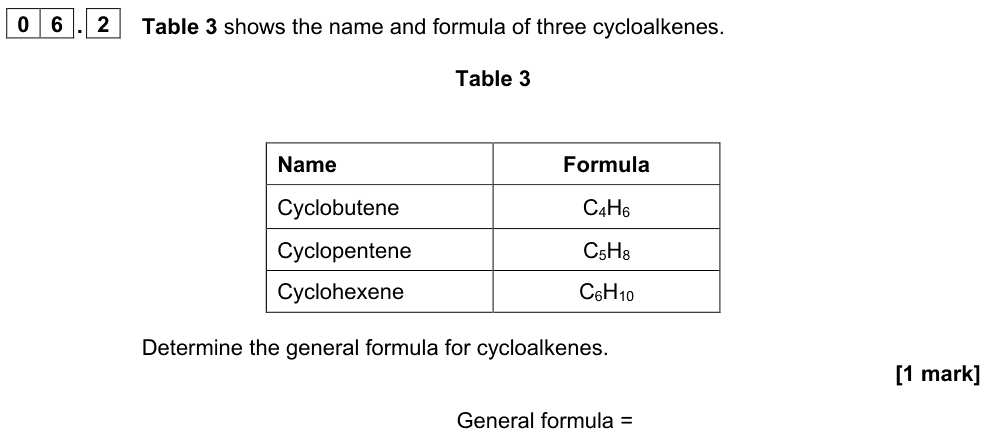 0 6 . 2 Table 3 shows the name and formula of three cycloalkenes.
Table 3
Name Formula
Cyclobutene C₄H₆
Cyclopentene C₅H₈
Cyclohexene C₆H₁₀
Determine the general formula for cycloalkenes.
[1 mark]
General formula =